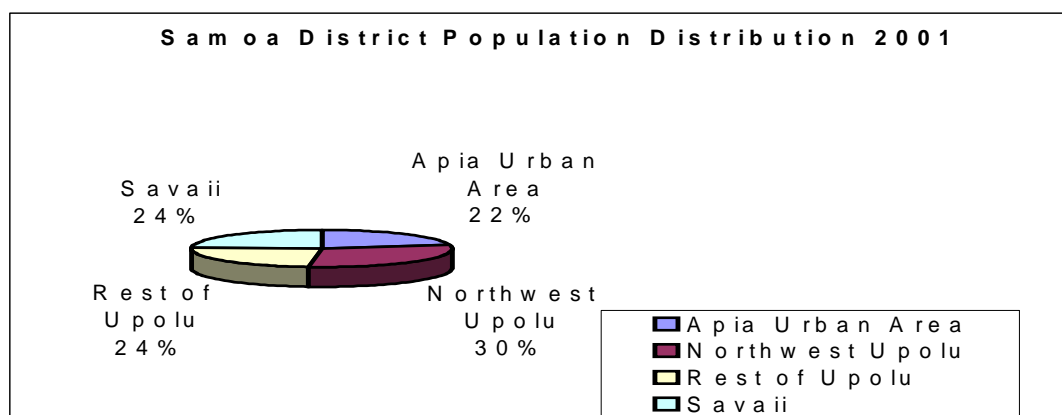 Samoa District Population Distribution 2001
Apia Urban
Area
22%
Savaii
24%
Rest of
Upolu
24%
Northwest
Upolu
30%
Apia Urban Area
Northwest Upolu
Rest of Upolu
Savaii